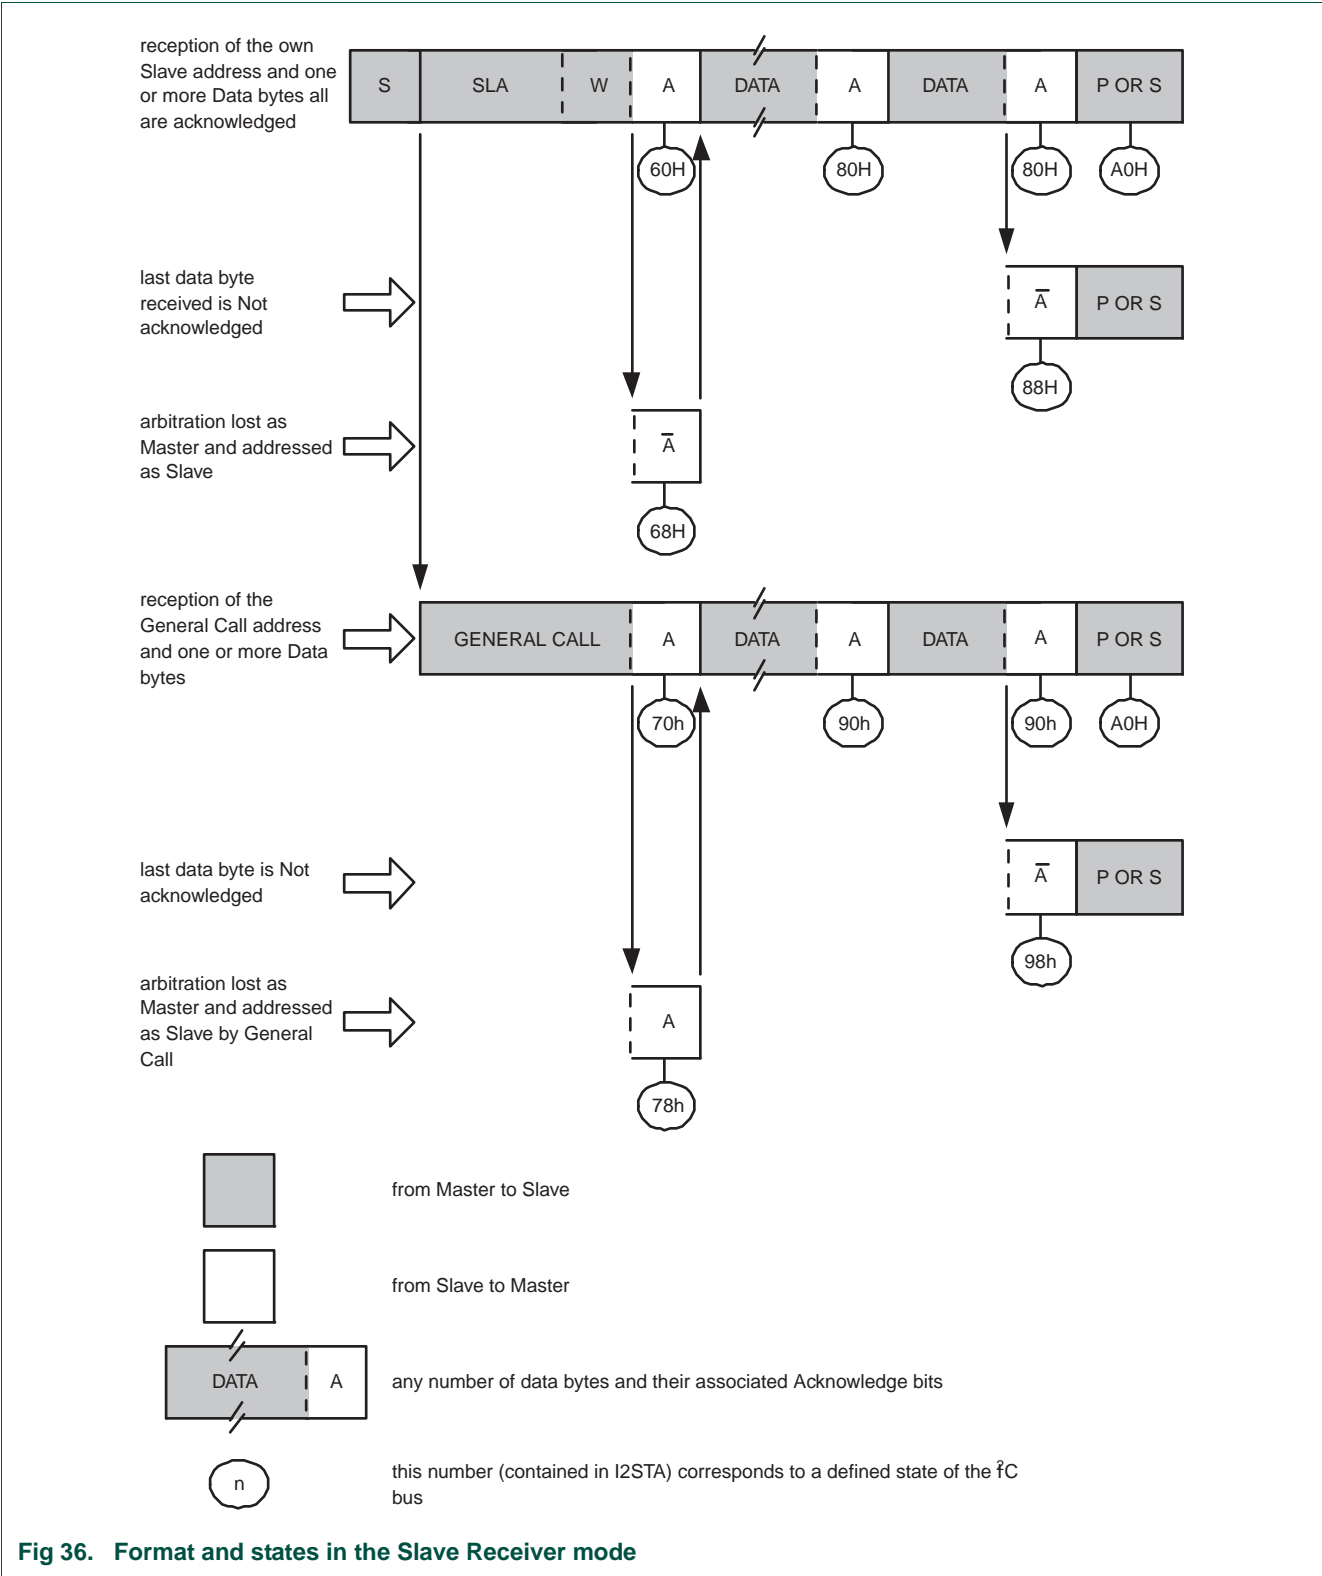 reception of the own
Slave address and one
or more Data bytes all
are acknowledged
S SLA W A DATA A DATA A P OR S
60H 80H 80H A0H
last data byte
received is Not
acknowledged
A̅ P OR S
88H
arbitration lost as
Master and addressed
as Slave
A̅
68H
reception of the
General Call address
and one or more Data
bytes
GENERAL CALL A DATA A DATA A P OR S
70h 90h 90h A0H
last data byte is Not
acknowledged
A̅ P OR S
98h
arbitration lost as
Master and addressed
as Slave by General
Call
A
78h
from Master to Slave
from Slave to Master
DATA A
any number of data bytes and their associated Acknowledge bits
n
this number (contained in I2STA) corresponds to a defined state of the I²C
bus
Fig 36. Format and states in the Slave Receiver mode